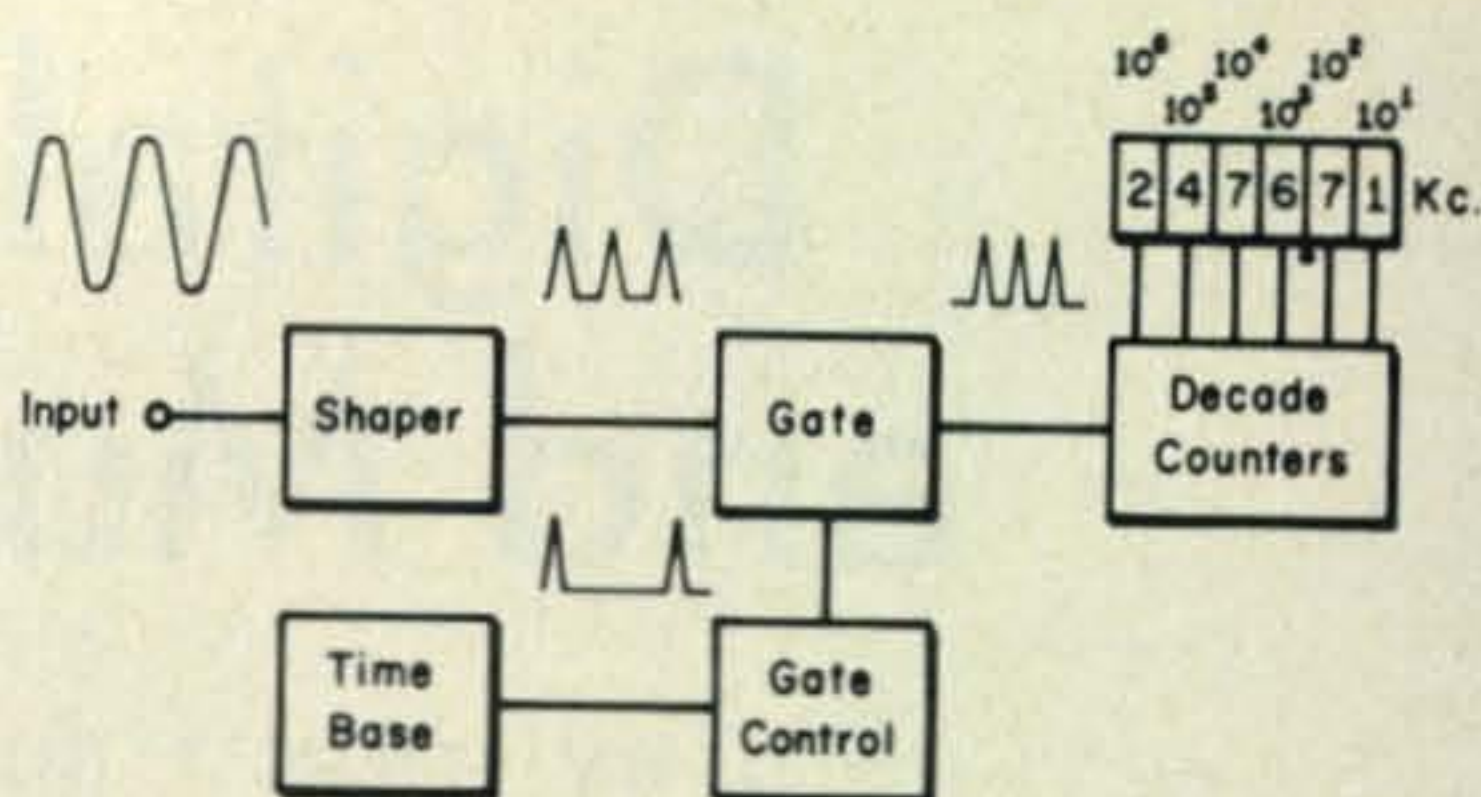 10⁶ 10⁴ 10²
10⁵ 10³ 10¹
2 4 7 6 7 1 Kc.
Input Shaper Gate Decade
Counters
Time
Base
Gate
Control